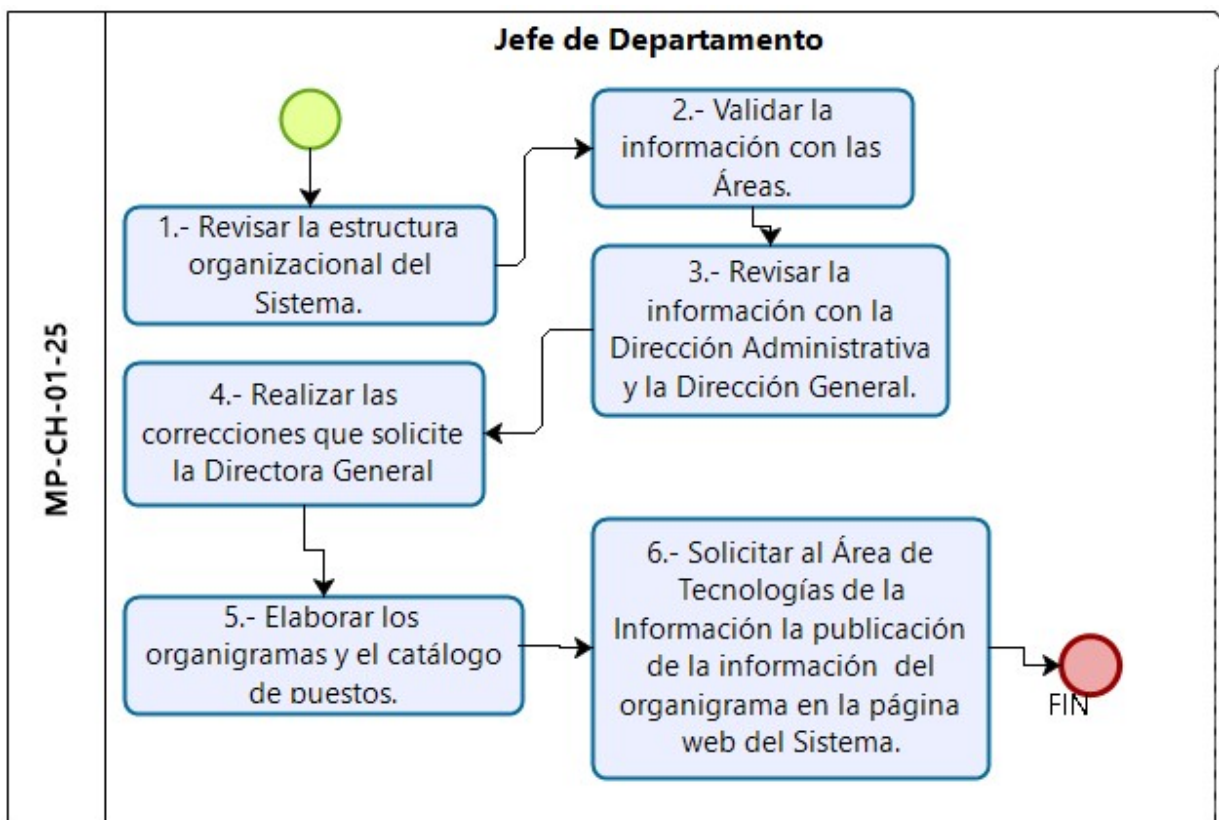 MP-CH-01-25
Jefe de Departamento
1.- Revisar la estructura
organizacional del
Sistema.
2.- Validar la
información con las
Áreas.
3.- Revisar la
información con la
Dirección Administrativa
y la Dirección General.
4.- Realizar las
correcciones que solicite
la Directora General
5.- Elaborar los
organigramas y el catálogo
de puestos.
6.- Solicitar al Área de
Tecnologías de la
Información la publicación
de la información del
organigrama en la página
web del Sistema.
FIN